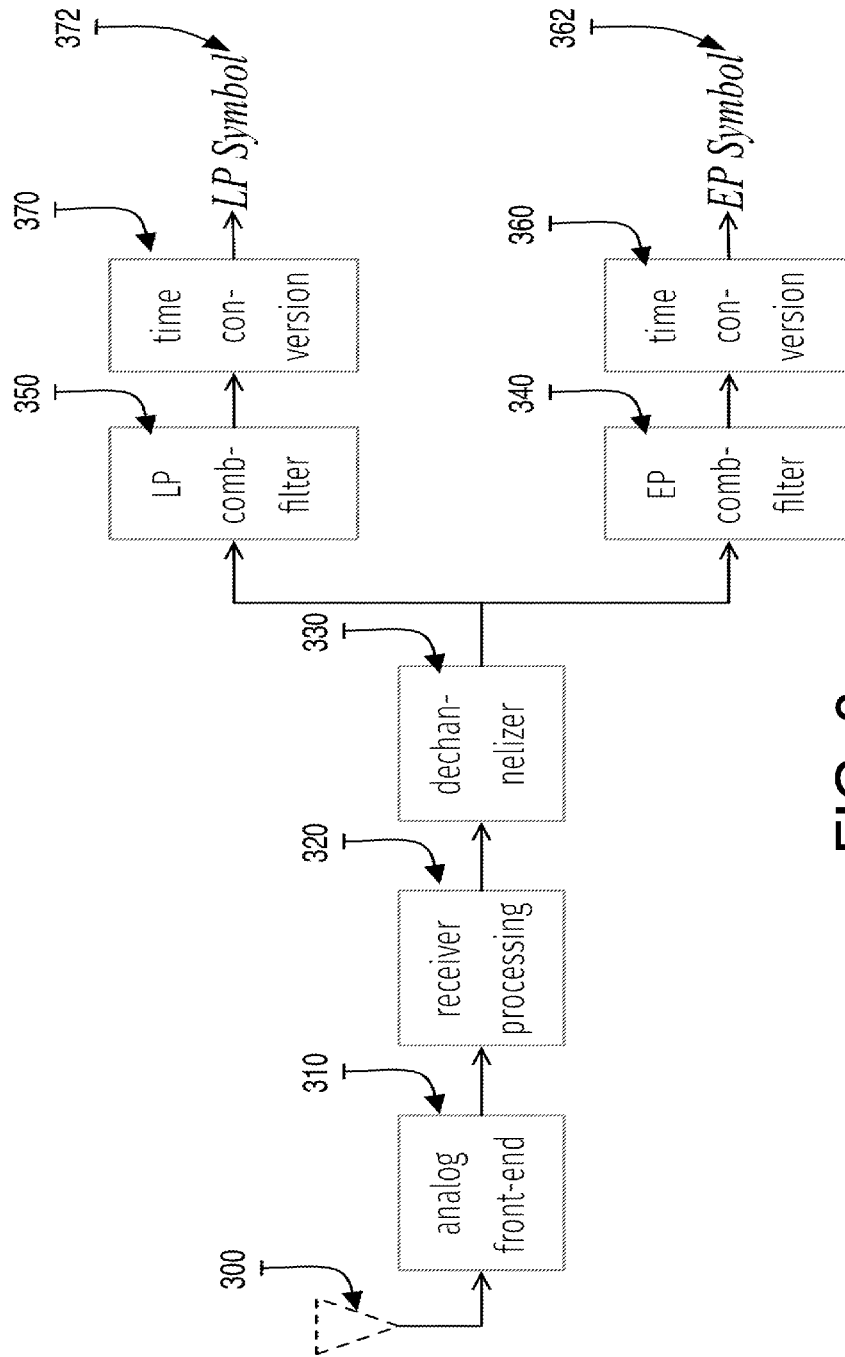 300
310
analog
front-end
320
receiver
processing
330
dechan-
nelizer
350
LP
comb-
filter
370
time
con-
version
372
LP Symbol
340
EP
comb-
filter
360
time
con-
version
362
EP Symbol
FIG.